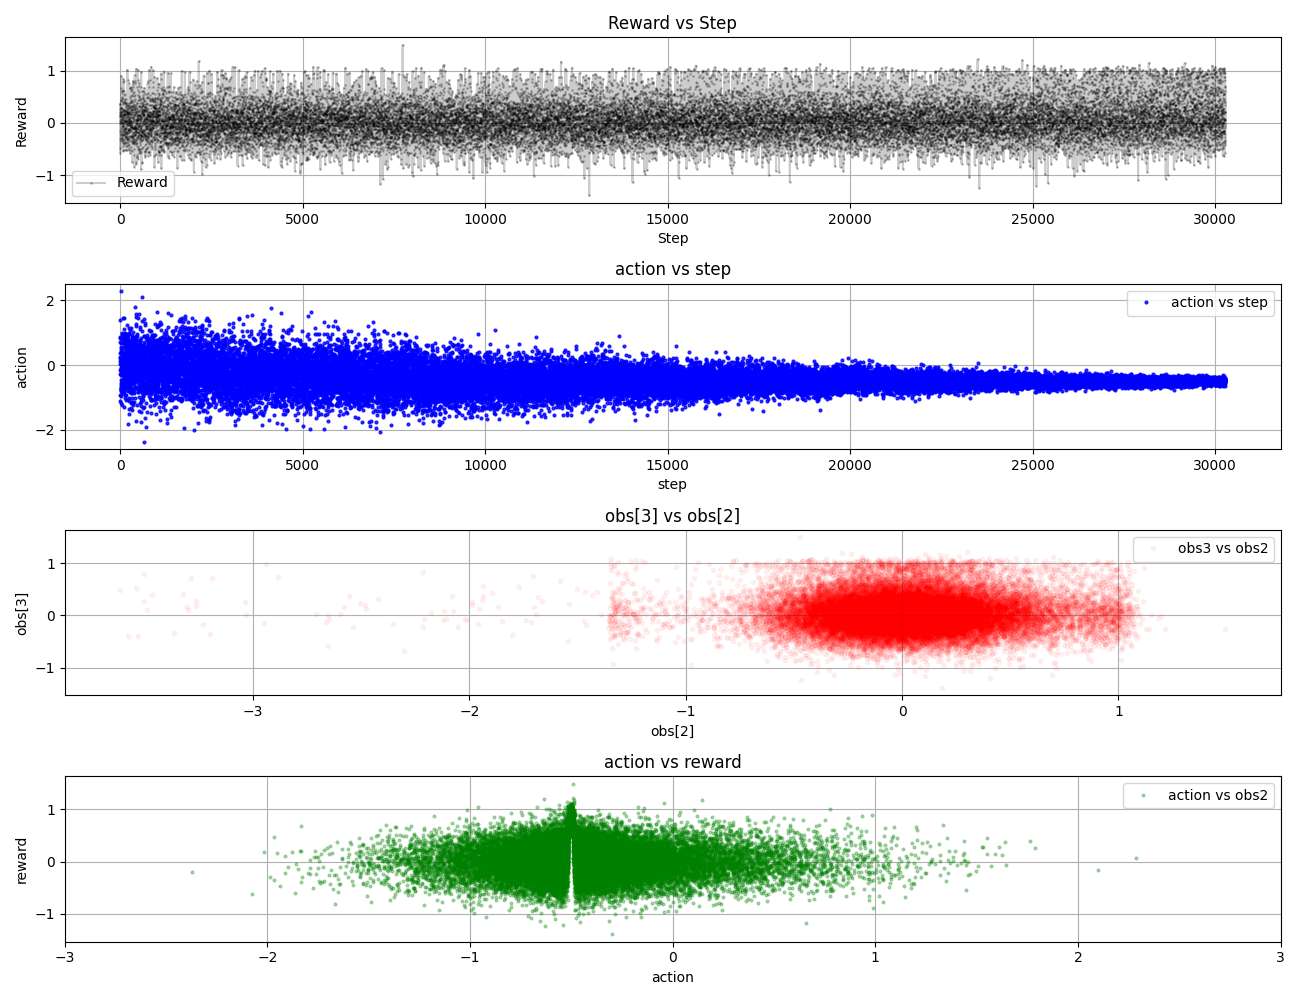 Reward vs Step
Reward
1
0
−1
Reward
0 5000 10000 15000 20000 25000 30000
Step
action vs step
action
2
0
−2
action vs step
0 5000 10000 15000 20000 25000 30000
step
obs[3] vs obs[2]
obs[3]
1
0
−1
obs3 vs obs2
−3 −2 −1 0 1
obs[2]
action vs reward
reward
1
0
−1
action vs obs2
−3 −2 −1 0 1 2 3
action